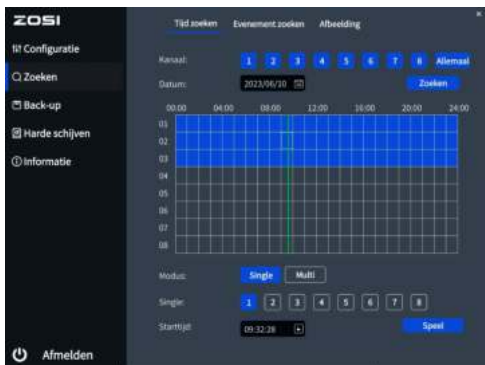 ZOSI
Tijd zoeken Evenement zoeken Afbeelding
×
Configuratie
Zoeken
Back-up
Harde schijven
Informatie
Kanaal: 1 2 3 4 5 6 7 8 Allemaal
Datum: 2023/06/10 Zoeken
00:00 04:00 08:00 12:00 16:00 20:00 24:00
01
02
03
04
05
06
07
08
Modus: Single Multi
Single: 1 2 3 4 5 6 7 8
Starttijd: 09:32:28 Speel
Afmelden